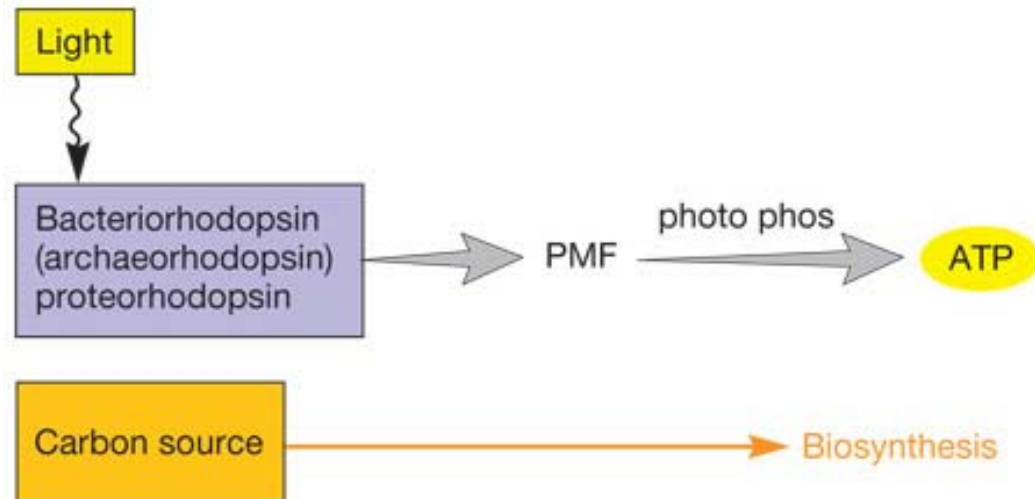 Light
Bacteriorhodopsin
(archaeorhodopsin)
proteorhodopsin
PMF
photo phos
ATP
Carbon source
Biosynthesis